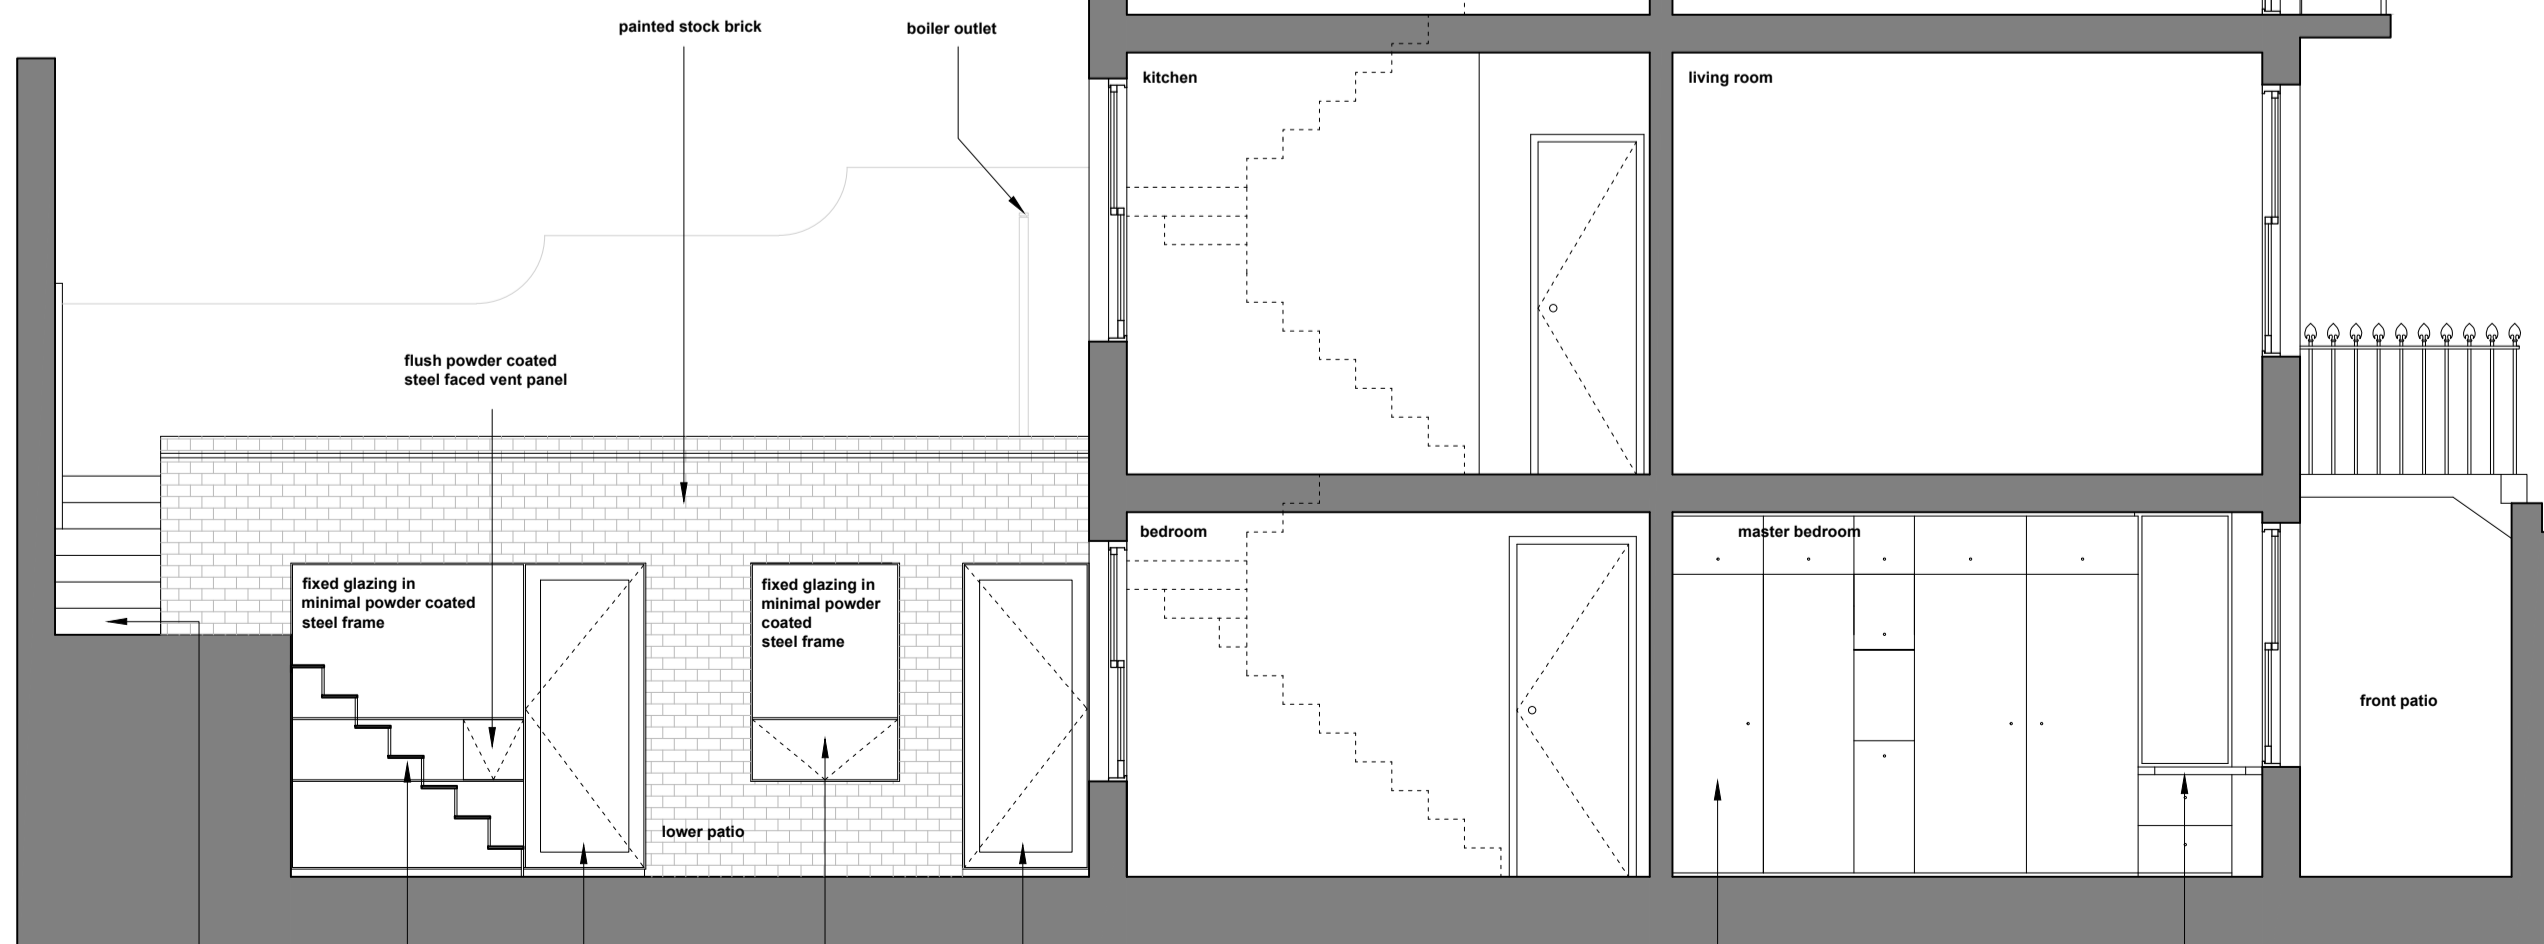 painted stock brick
boiler outlet
kitchen
living room
flush powder coated
steel faced vent panel
bedroom
master bedroom
fixed glazing in
minimal powder coated
steel frame
fixed glazing in
minimal powder
coated
steel frame
front patio
lower patio